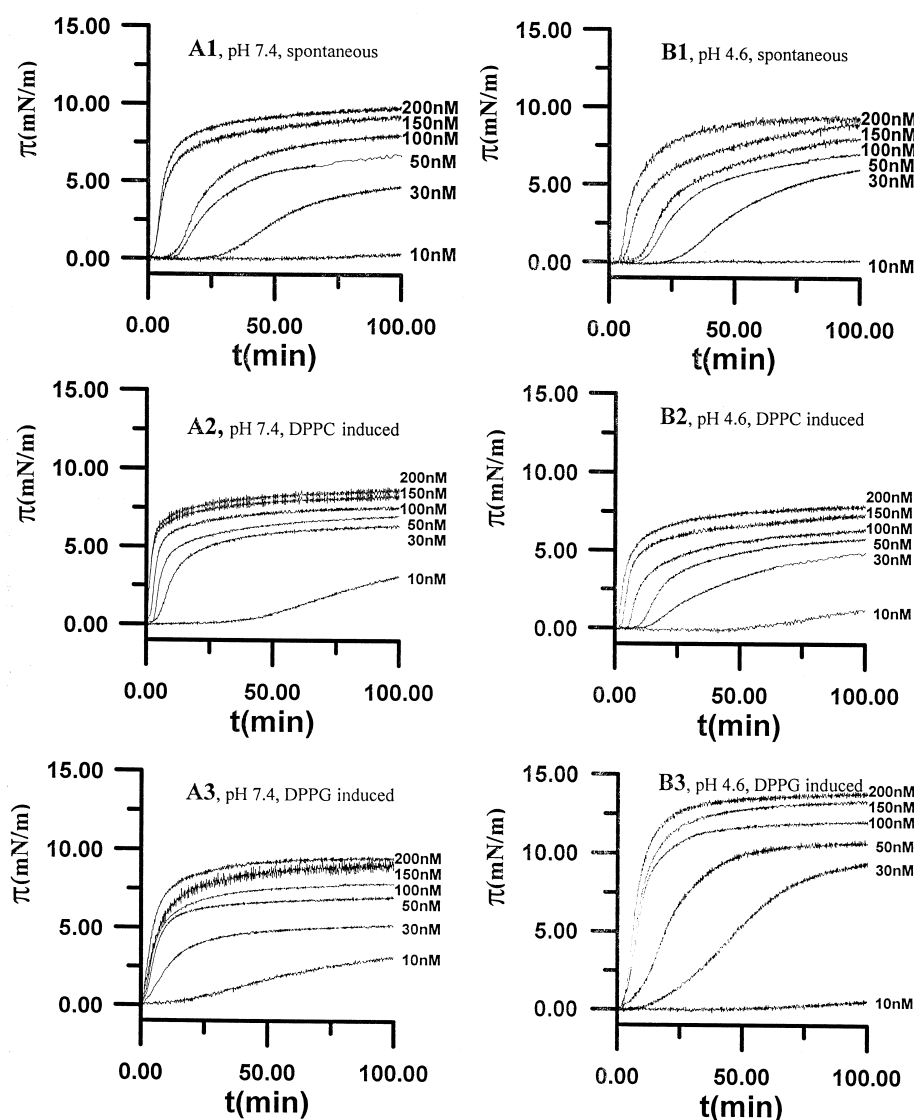 A1, pH 7.4, spontaneous
15.00
10.00
5.00
0.00
π(mN/m)
200nM
150nM
100nM
50nM
30nM
10nM
0.00 50.00 100.00
t(min)
B1, pH 4.6, spontaneous
15.00
10.00
5.00
0.00
π(mN/m)
200nM
150nM
100nM
50nM
30nM
10nM
0.00 50.00 100.00
t(min)
A2, pH 7.4, DPPC induced
15.00
10.00
5.00
0.00
π(mN/m)
200nM
150nM
100nM
50nM
30nM
10nM
0.00 50.00 100.00
t(min)
B2, pH 4.6, DPPC induced
15.00
10.00
5.00
0.00
π(mN/m)
200nM
150nM
100nM
50nM
30nM
10nM
0.00 50.00 100.00
t(min)
A3, pH 7.4, DPPG induced
15.00
10.00
5.00
0.00
π(mN/m)
200nM
150nM
100nM
50nM
30nM
10nM
0.00 50.00 100.00
t(min)
B3, pH 4.6, DPPG induced
15.00
10.00
5.00
0.00
π(mN/m)
200nM
150nM
100nM
50nM
30nM
10nM
0.00 50.00 100.00
t(min)